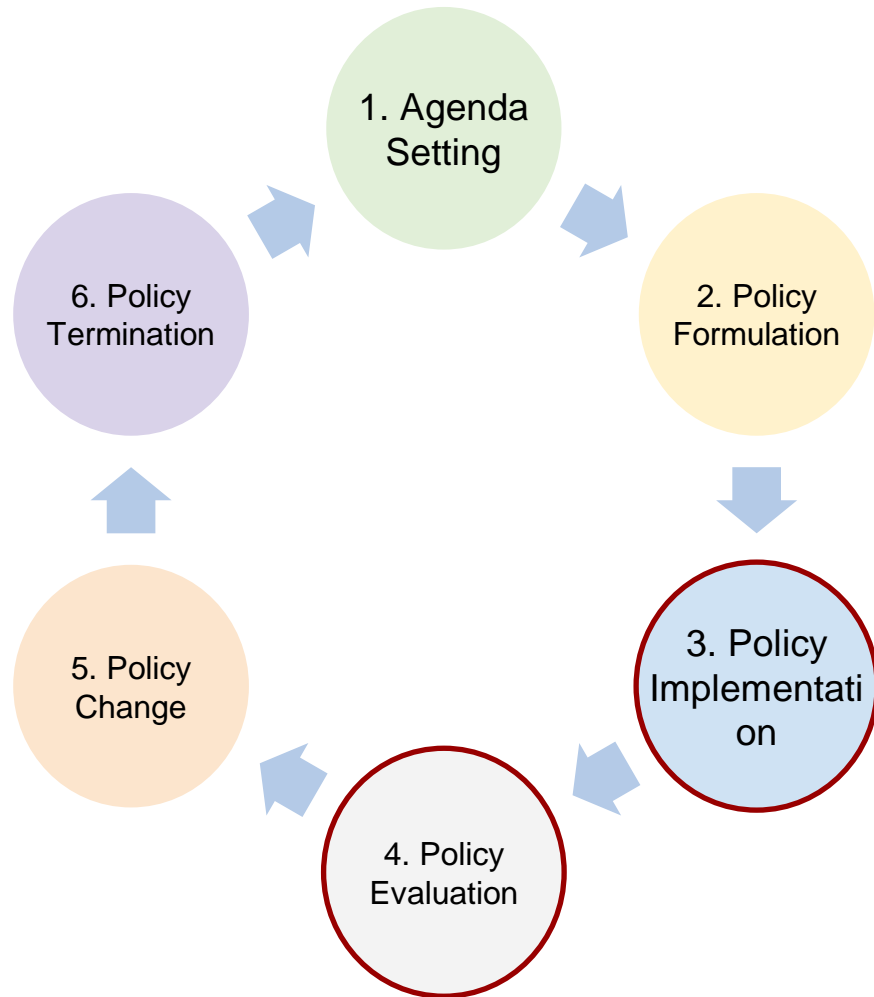 1. Agenda
Setting
2. Policy
Formulation
3. Policy
Implementati
on
4. Policy
Evaluation
5. Policy
Change
6. Policy
Termination